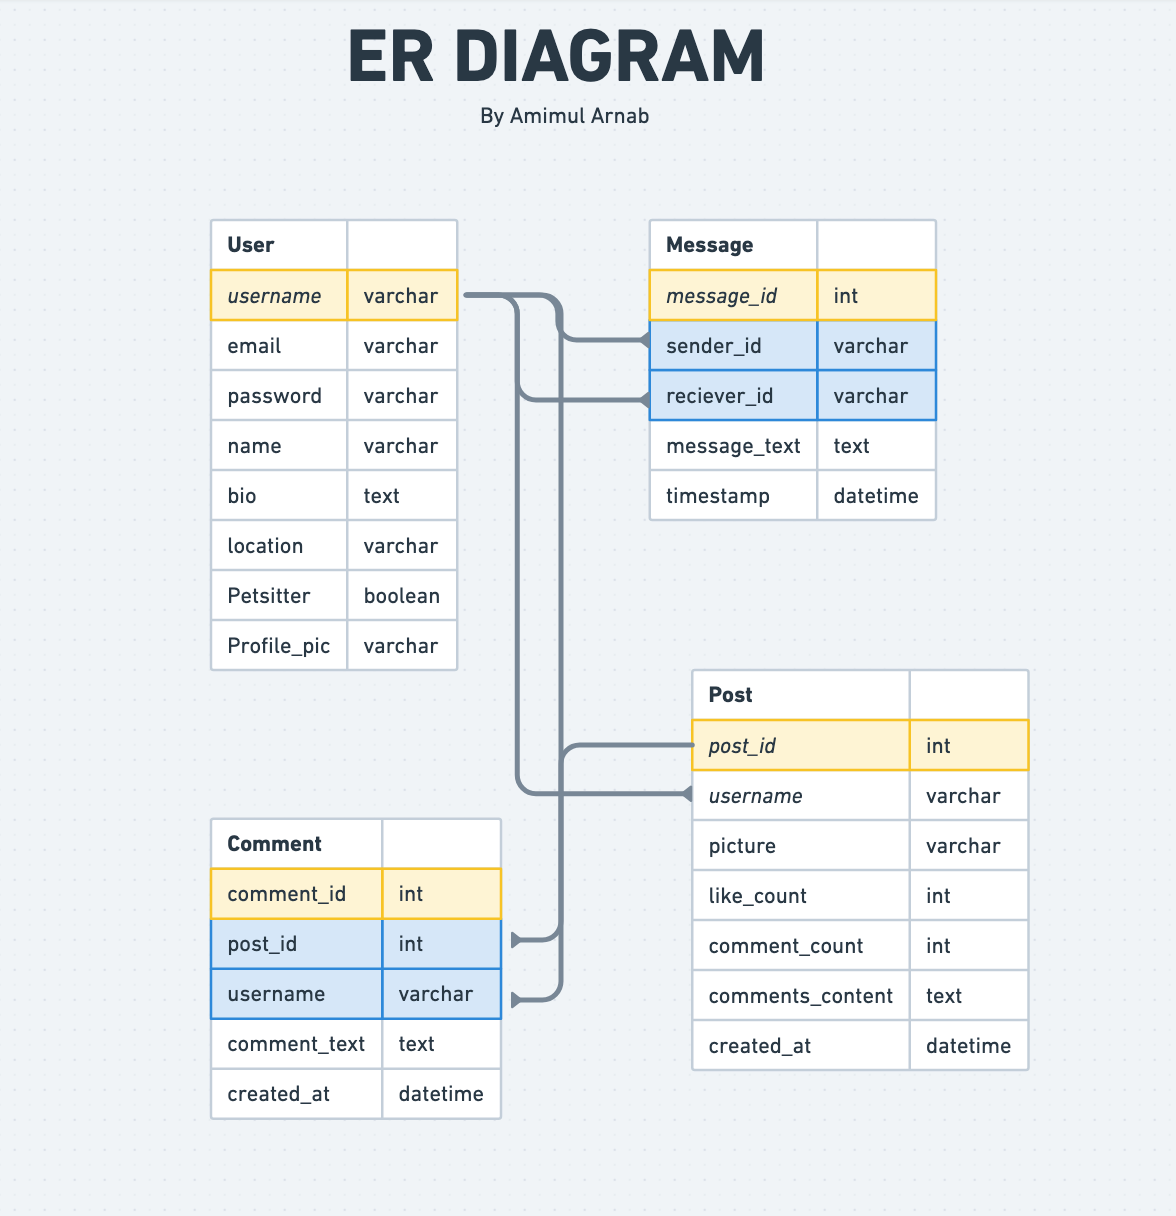 ER DIAGRAM
By Amimul Arnab
User
username varchar
email varchar
password varchar
name varchar
bio text
location varchar
Petsitter boolean
Profile_pic varchar
Message
message_id int
sender_id varchar
reciever_id varchar
message_text text
timestamp datetime
Post
post_id int
username varchar
picture varchar
like_count int
comment_count int
comments_content text
created_at datetime
Comment
comment_id int
post_id int
username varchar
comment_text text
created_at datetime